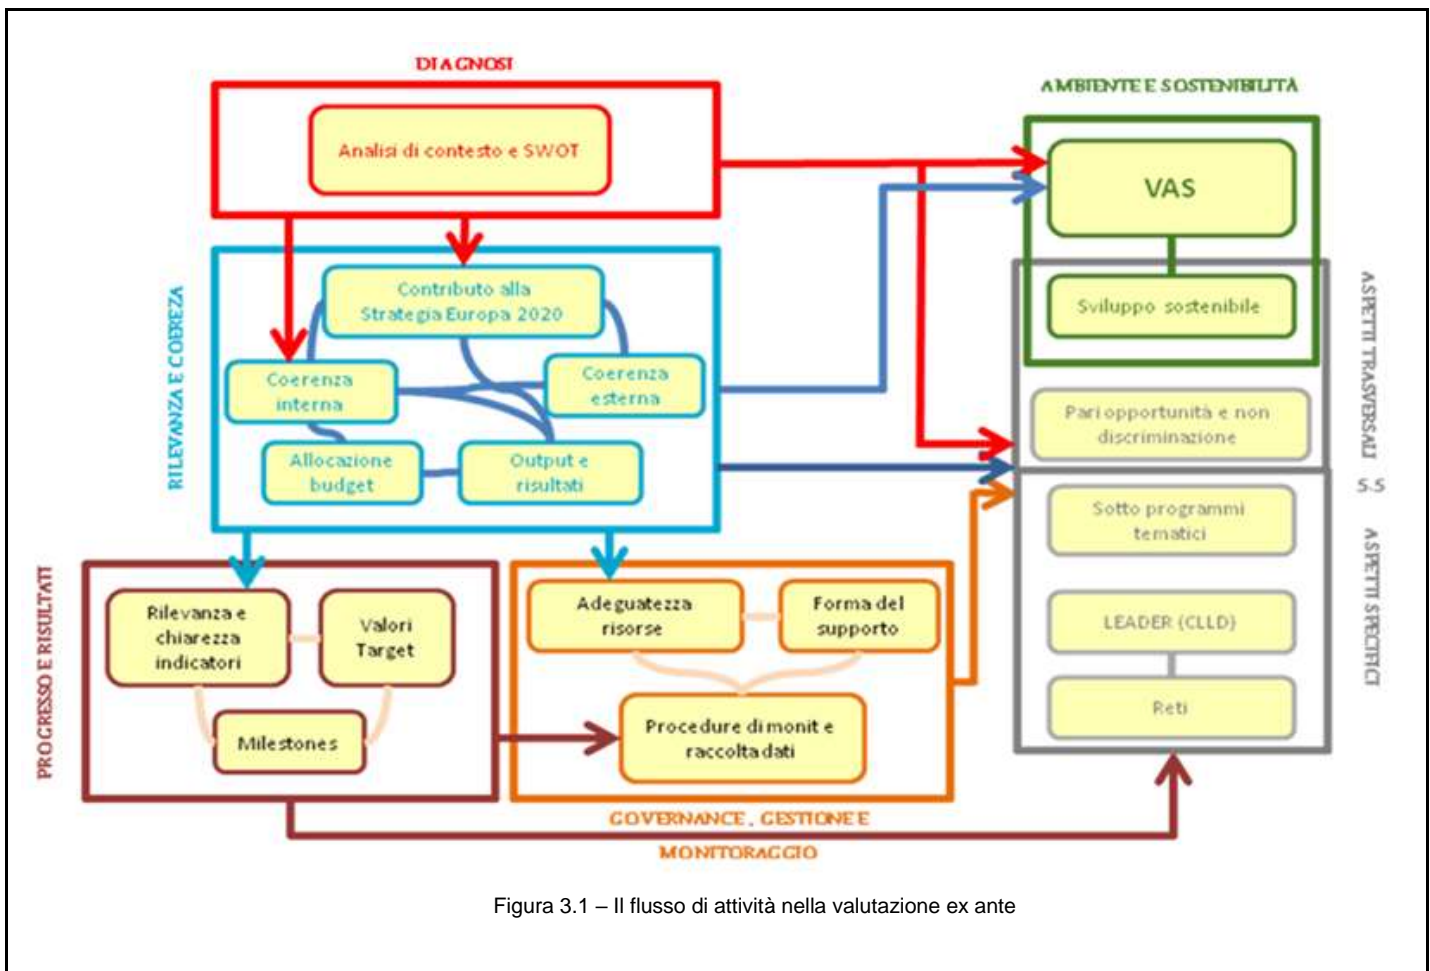 DIAGNOSI
Analisi di contesto e SWOT
AMBIENTE E SOSTENIBILITÀ
VAS
Sviluppo sostenibile
RILEVANZA E COEREZA
Contributo alla
Strategia Europa 2020
Coerenza
interna
Coerenza
esterna
Allocazione
budget
Output e
risultati
ASPETTI TRASVERSALI
Pari opportunità e non
discriminazione
5.5
Sotto programmi
tematici
LEADER (CLLD)
Reti
ASPETTI SPECIFICI
PROGRESSO E RISULTATI
Rilevanza e
chiarezza
indicatori
Valori
Target
Milestones
Adeguatezza
risorse
Forma del
supporto
Procedure di monit e
raccolta dati
GOVERNANCE, GESTIONE E
MONITORAGGIO
Figura 3.1 – Il flusso di attività nella valutazione ex ante